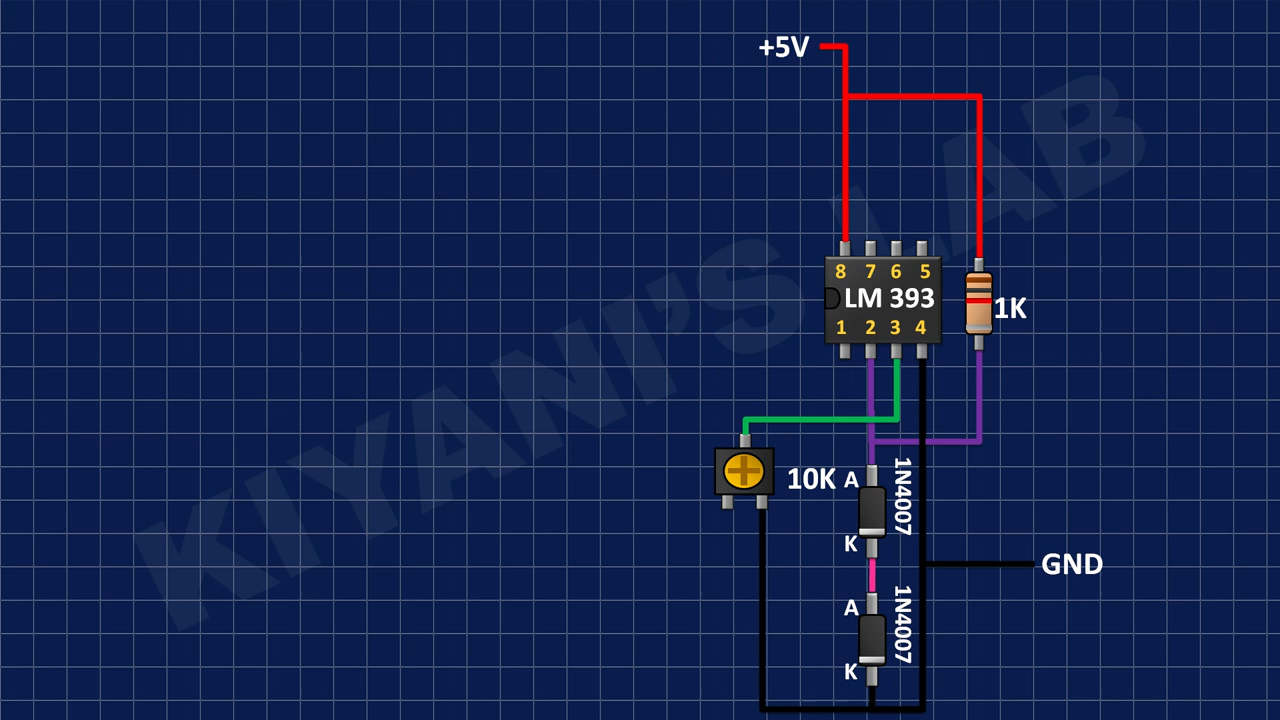 +5V
8 7 6 5
LM 393
1 2 3 4
1K
10K
A
1N4007
K
GND
A
1N4007
K
KIYANI'S LAB